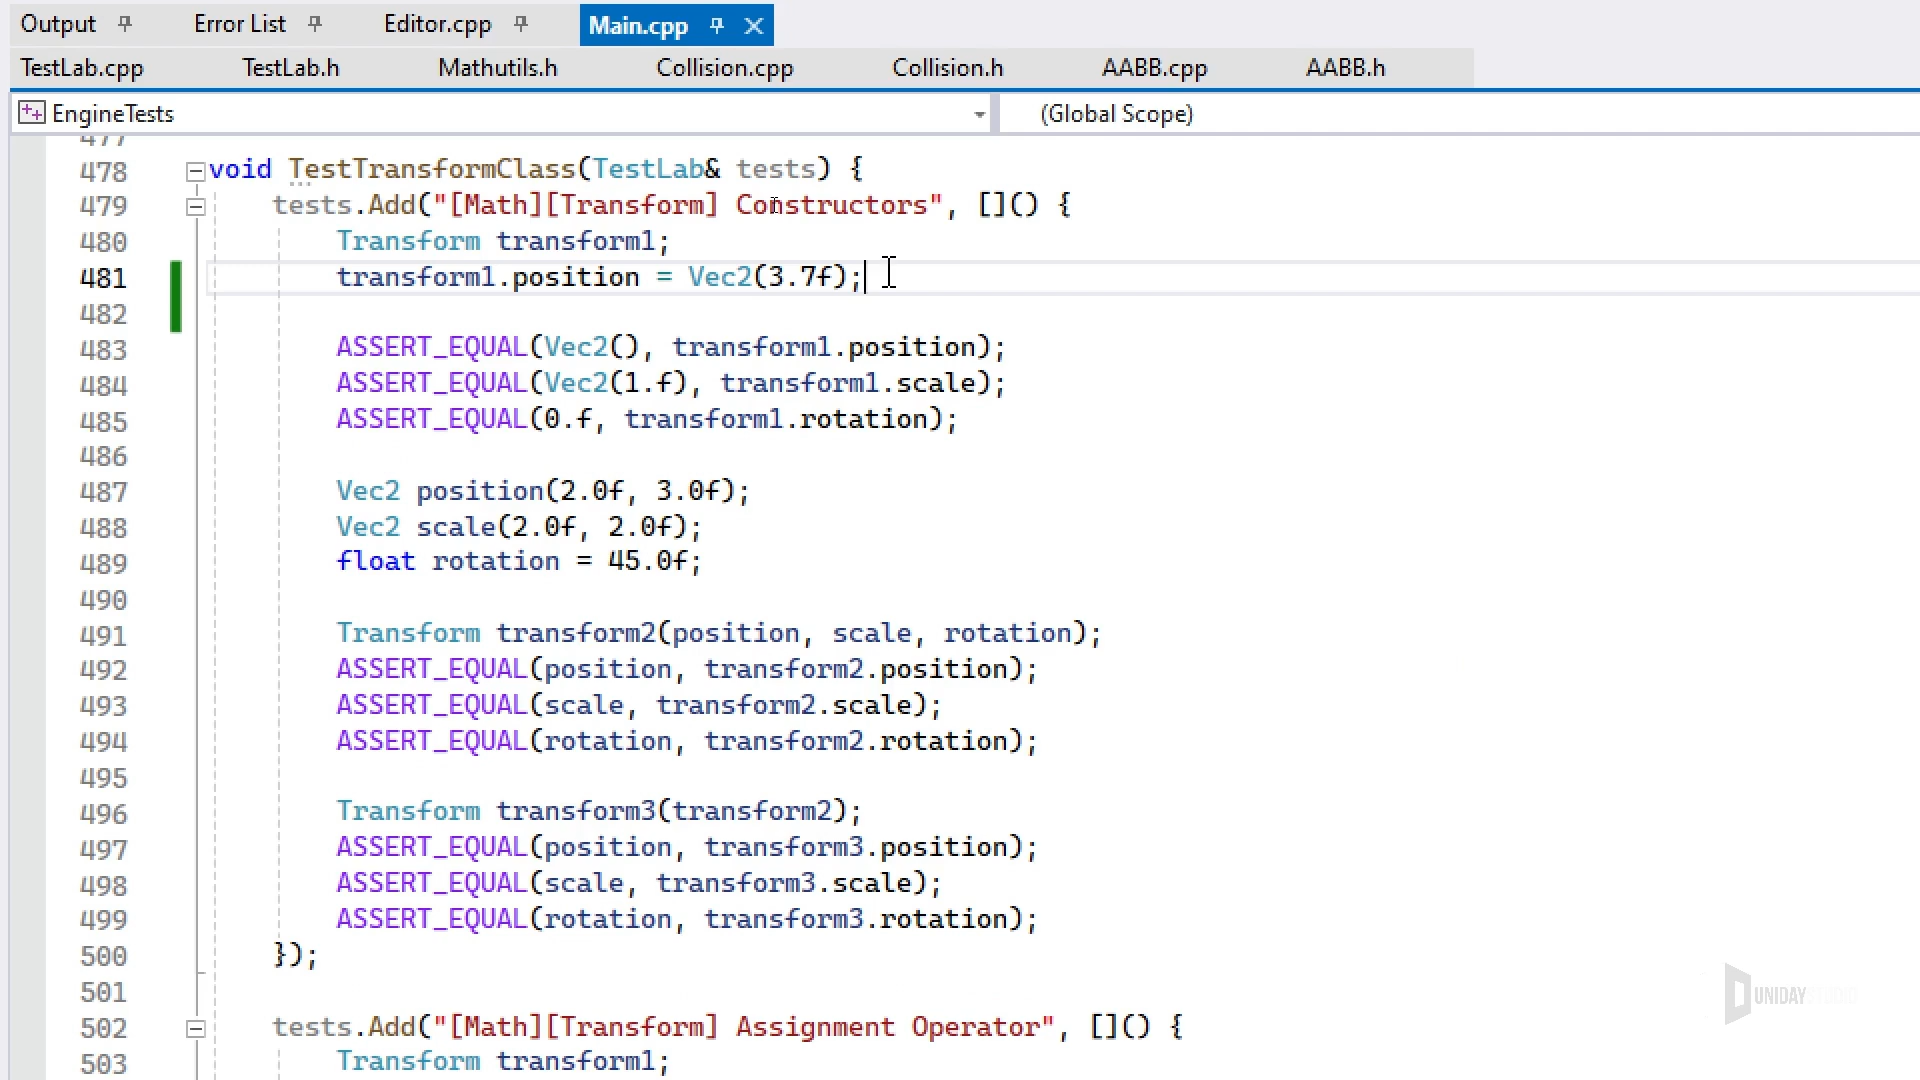 Output Error List Editor.cpp Main.cpp
TestLab.cpp TestLab.h Mathutils.h Collision.cpp Collision.h AABB.cpp AABB.h
EngineTests (Global Scope)
477
478 void TestTransformClass(TestLab& tests) {
479 tests.Add("[Math][Transform] Constructors", []() {
480 Transform transform1;
481 transform1.position = Vec2(3.7f);
482
483 ASSERT_EQUAL(Vec2(), transform1.position);
484 ASSERT_EQUAL(Vec2(1.f), transform1.scale);
485 ASSERT_EQUAL(0.f, transform1.rotation);
486
487 Vec2 position(2.0f, 3.0f);
488 Vec2 scale(2.0f, 2.0f);
489 float rotation = 45.0f;
490
491 Transform transform2(position, scale, rotation);
492 ASSERT_EQUAL(position, transform2.position);
493 ASSERT_EQUAL(scale, transform2.scale);
494 ASSERT_EQUAL(rotation, transform2.rotation);
495
496 Transform transform3(transform2);
497 ASSERT_EQUAL(position, transform3.position);
498 ASSERT_EQUAL(scale, transform3.scale);
499 ASSERT_EQUAL(rotation, transform3.rotation);
500 });
501
502 tests.Add("[Math][Transform] Assignment Operator", []() {
503 Transform transform1;
UNIDAY STUDIO